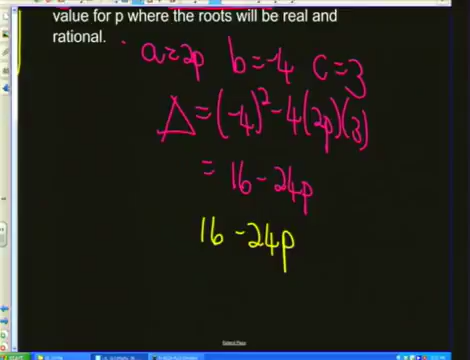 value for p where the roots will be real and
rational.
a=2p b=-4 c=3
Δ=(-4)²-4(2p)(3)
=16-24p
16-24p